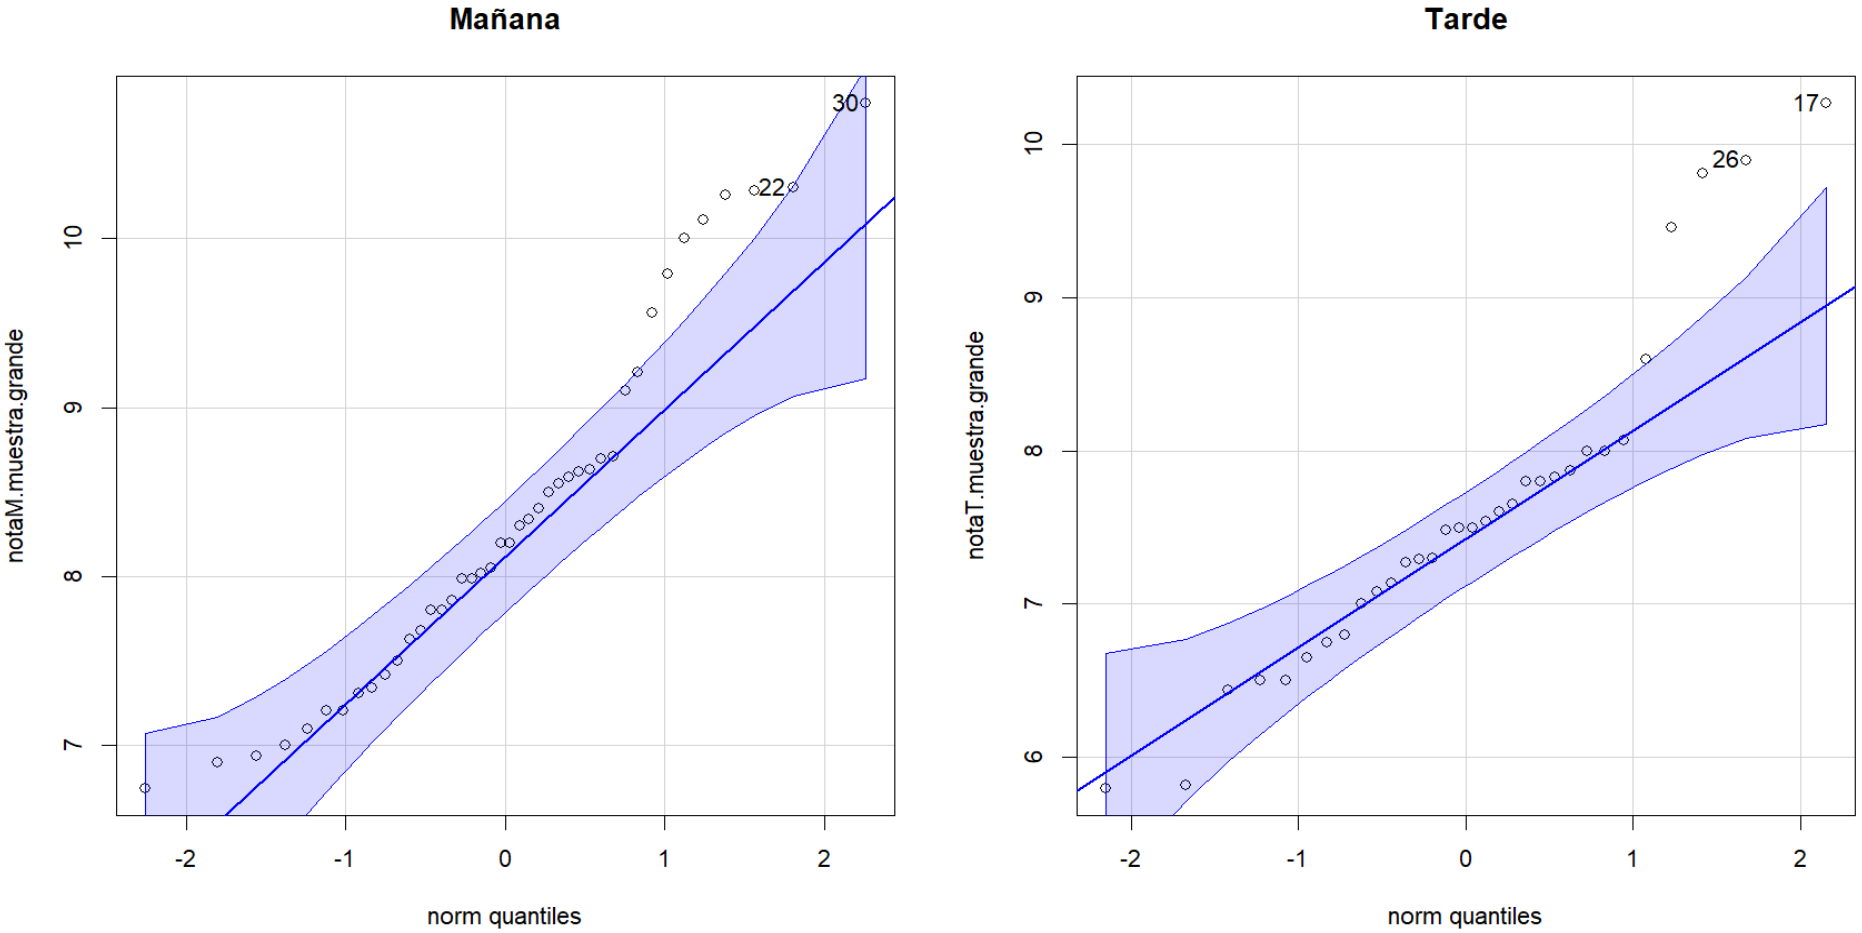 Mañana
notaM.muestra.grande
10
9
8
7
30
22
-2 -1 0 1 2
norm quantiles
Tarde
notaT.muestra.grande
10
9
8
7
6
17
26
-2 -1 0 1 2
norm quantiles